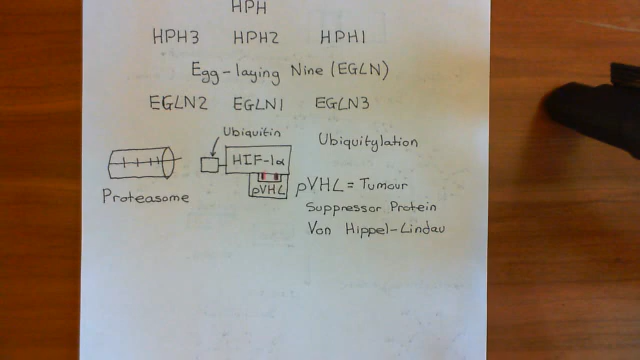 HPH
HPH3 HPH2 HPH1
Egg-laying Nine (EGLN)
EGLN2 EGLN1 EGLN3
Ubiquitin
Ubiquitylation
HIF-1α
pVHL
Proteasome
pVHL = Tumour
Suppressor Protein
Von Hippel-Lindau